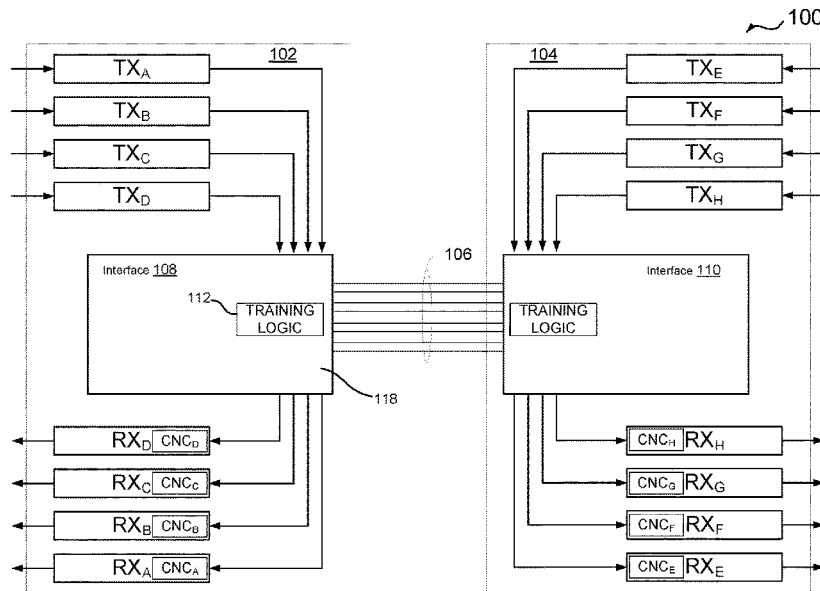 100
102
104
TXA
TXE
TXB
TXF
TXC
TXG
TXD
TXH
Interface 108
106
Interface 110
112
TRAINING
LOGIC
TRAINING
LOGIC
118
RXD CNCD
CNCH RXH
RXC CNCC
CNCG RXG
RXB CNCB
CNCF RXF
RXA CNCA
CNCE RXE